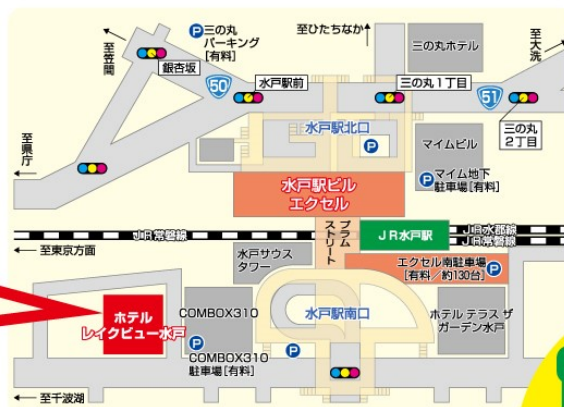 至笠間
三の丸
パーキング
[有料]
至ひたちなか
三の丸ホテル
至大洗
銀杏坂
50
水戸駅前
三の丸1丁目
51
三の丸
2丁目
至県庁
水戸駅北口
マイムビル
マイム地下
駐車場[有料]
水戸駅ビル
エクセル
プラム
ストリート
JR常磐線
JR水戸駅
JR水郡線
JR常磐線
至東京方面
水戸サウス
タワー
エクセル南駐車場
[有料/約130台]
ホテル
レイクビュー水戸
COMBOX310
水戸駅南口
ホテル テラス ザ
ガーデン水戸
COMBOX310
駐車場[有料]
至千波湖